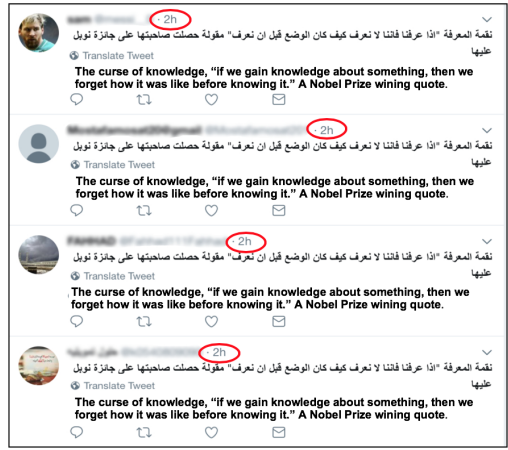 sam · 2h
نقمة المعرفة "اذا عرفنا فاننا لا نعرف كيف كان الوضع قبل ان نعرف" مقولة حصلت صاحبتها على جائزة نوبل
عليها
Translate Tweet
The curse of knowledge, “if we gain knowledge about something, then we
forget how it was like before knowing it.” A Nobel Prize wining quote.
· 2h
نقمة المعرفة "اذا عرفنا فاننا لا نعرف كيف كان الوضع قبل ان نعرف" مقولة حصلت صاحبتها على جائزة نوبل
عليها
Translate Tweet
The curse of knowledge, “if we gain knowledge about something, then we
forget how it was like before knowing it.” A Nobel Prize wining quote.
· 2h
نقمة المعرفة "اذا عرفنا فاننا لا نعرف كيف كان الوضع قبل ان نعرف" مقولة حصلت صاحبتها على جائزة نوبل
عليها
Translate Tweet
The curse of knowledge, “if we gain knowledge about something, then we
forget how it was like before knowing it.” A Nobel Prize wining quote.
· 2h
نقمة المعرفة "اذا عرفنا فاننا لا نعرف كيف كان الوضع قبل ان نعرف" مقولة حصلت صاحبتها على جائزة نوبل
عليها
Translate Tweet
The curse of knowledge, “if we gain knowledge about something, then we
forget how it was like before knowing it.” A Nobel Prize wining quote.